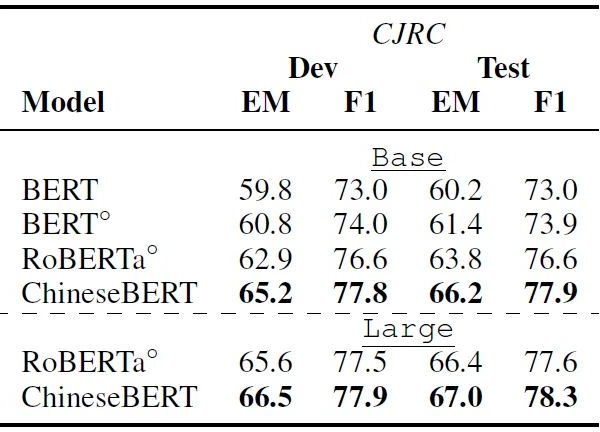 CJRC
Dev Test
Model EM F1 EM F1
Base
BERT 59.8 73.0 60.2 73.0
BERT° 60.8 74.0 61.4 73.9
RoBERTa° 62.9 76.6 63.8 76.6
ChineseBERT 65.2 77.8 66.2 77.9
Large
RoBERTa° 65.6 77.5 66.4 77.6
ChineseBERT 66.5 77.9 67.0 78.3